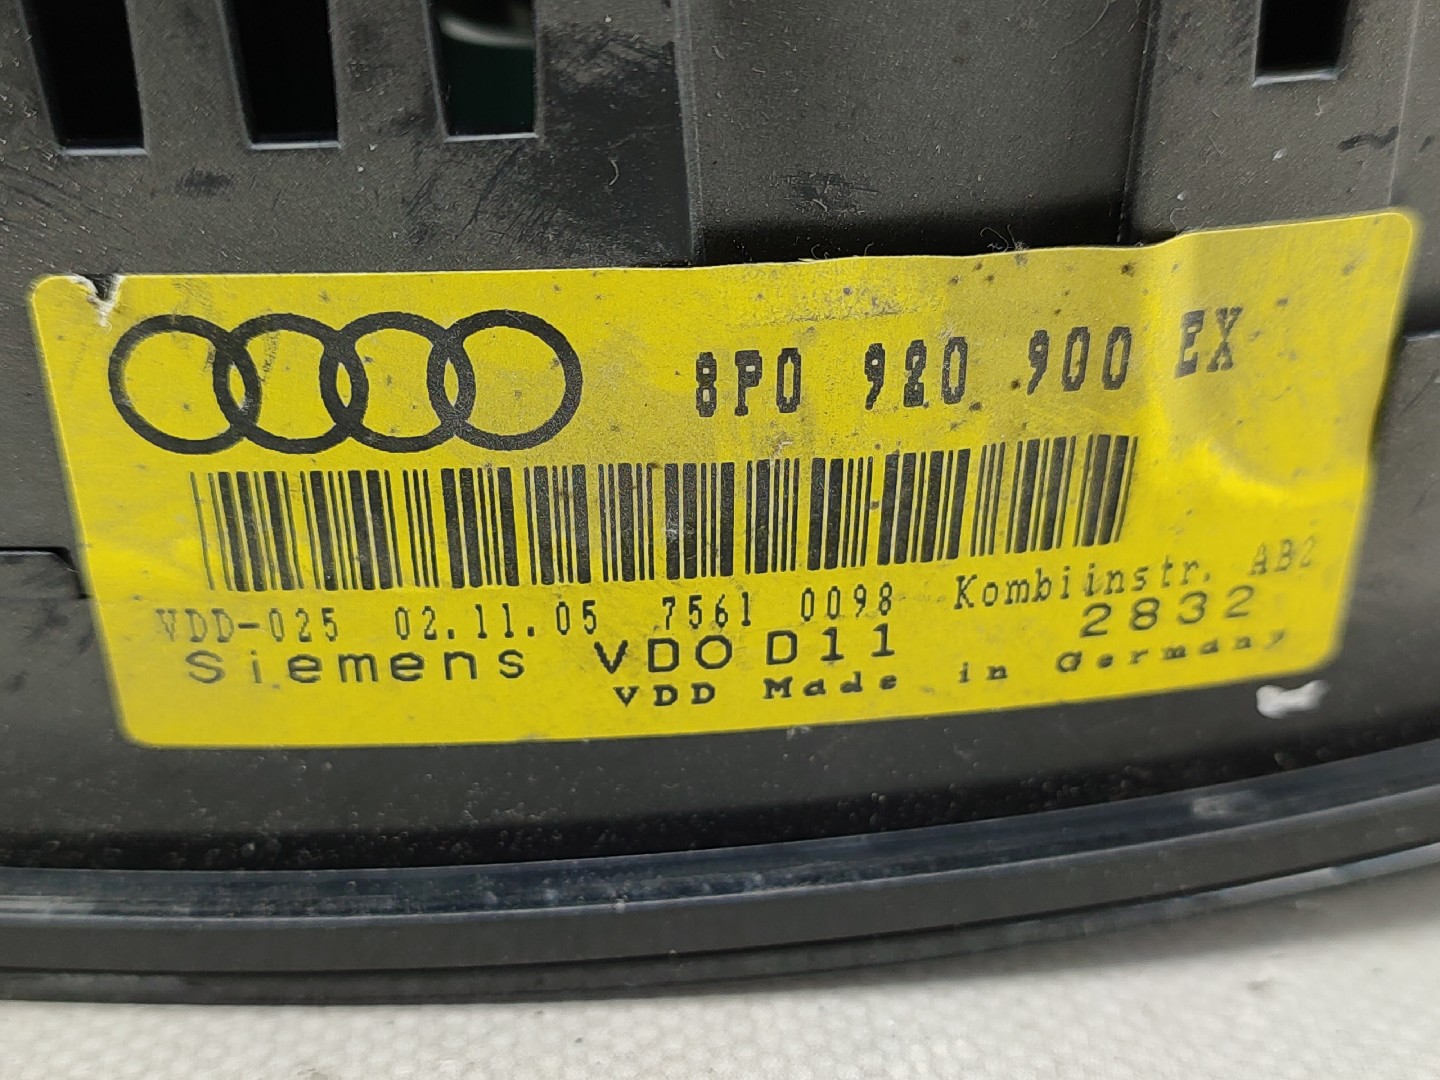 8P0 920 900 EX
VDD-025 02.11.05 7561 0098 Kombiinstr. AB2
Siemens VDO D11 2832
VDD Made in Germany